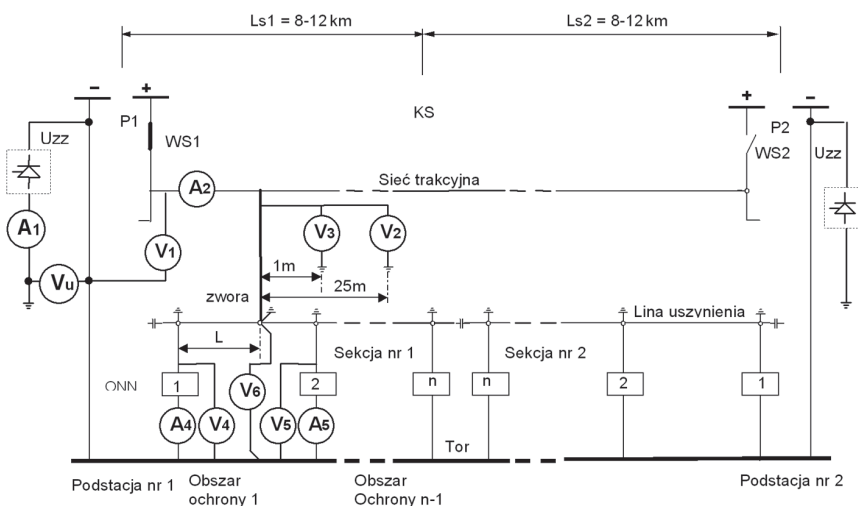 Ls1 = 8-12 km
Ls2 = 8-12 km
- + KS + -
P1
P2
Uzz
WS1
WS2
Uzz
Sieć trakcyjna
A1
A2
V1
V3
V2
Vu
1m
25m
zwora
Lina uszynienia
L
Sekcja nr 1
Sekcja nr 2
ONN
1
V6
2
n
n
2
1
A4
V4
V5
A5
Tor
Podstacja nr 1
Obszar
ochrony 1
Obszar
Ochrony n-1
Podstacja nr 2